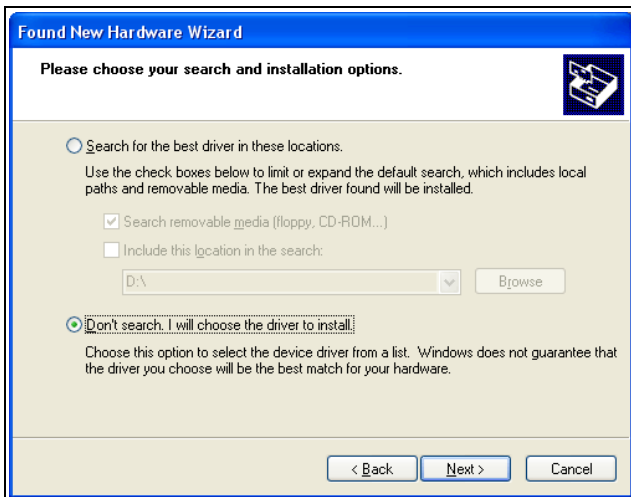 Found New Hardware Wizard
Please choose your search and installation options.
Search for the best driver in these locations.
Use the check boxes below to limit or expand the default search, which includes local
paths and removable media. The best driver found will be installed.
Search removable media (floppy, CD-ROM...)
Include this location in the search:
D:\
Browse
Don't search. I will choose the driver to install.
Choose this option to select the device driver from a list. Windows does not guarantee that
the driver you choose will be the best match for your hardware.
< Back
Next >
Cancel